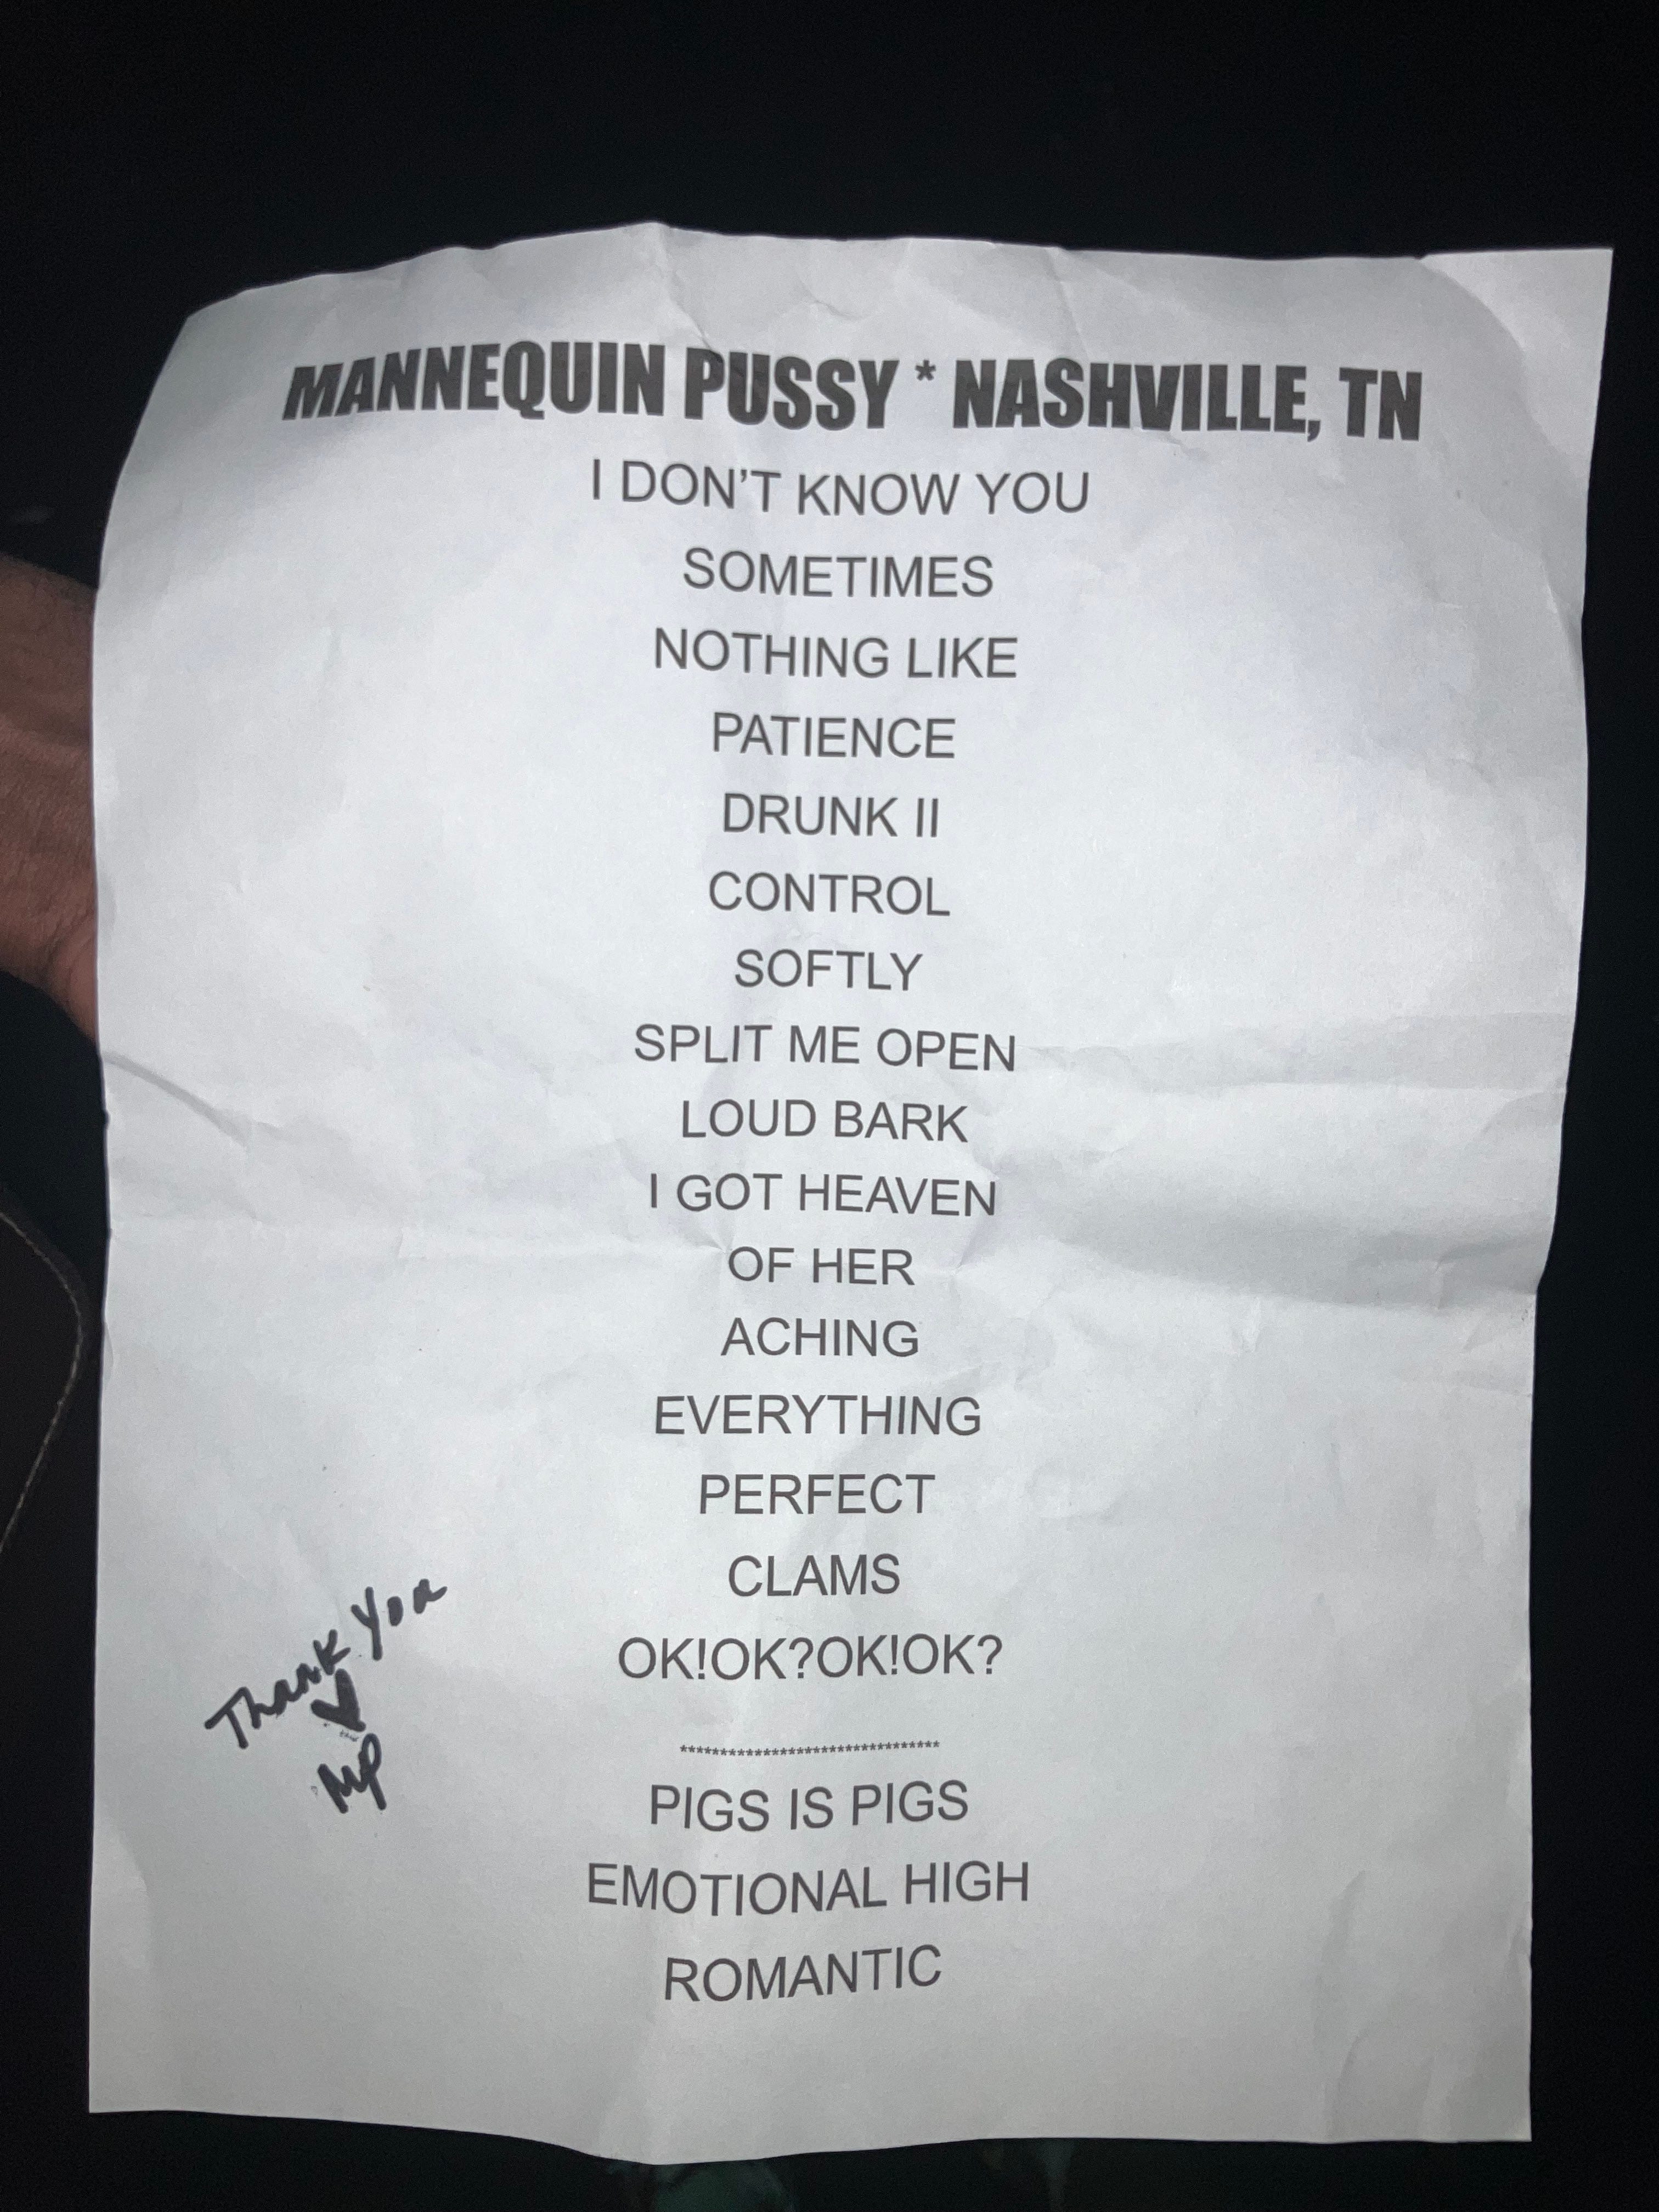 MANNEQUIN PUSSY * NASHVILLE, TN
I DON'T KNOW YOU
SOMETIMES
NOTHING LIKE
PATIENCE
DRUNK II
CONTROL
SOFTLY
SPLIT ME OPEN
LOUD BARK
I GOT HEAVEN
OF HER
ACHING
EVERYTHING
PERFECT
CLAMS
OK!OK?OK!OK?
********************************
PIGS IS PIGS
EMOTIONAL HIGH
ROMANTIC
Thank You
♥
MP